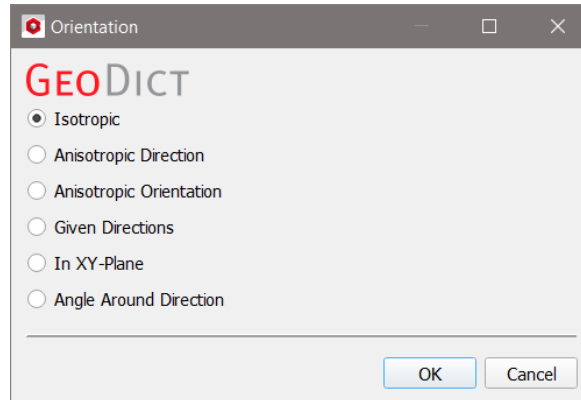 Orientation
GEODICT
Isotropic
Anisotropic Direction
Anisotropic Orientation
Given Directions
In XY-Plane
Angle Around Direction
OK Cancel